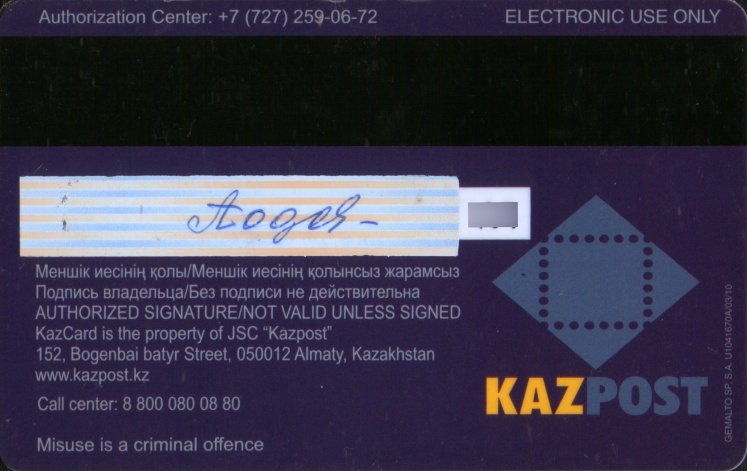 Authorization Center: +7 (727) 259-06-72 ELECTRONIC USE ONLY
Меншік иесінің қолы/Меншік иесінің қолынсыз жарамсыз
Подпись владельца/Без подписи не действительна
AUTHORIZED SIGNATURE/NOT VALID UNLESS SIGNED
KazCard is the property of JSC "Kazpost"
152, Bogenbai batyr Street, 050012 Almaty, Kazakhstan
www.kazpost.kz
Call center: 8 800 080 08 80
Misuse is a criminal offence
KAZPOST
GEMALTO SP. S.A. U1041670A/03/10